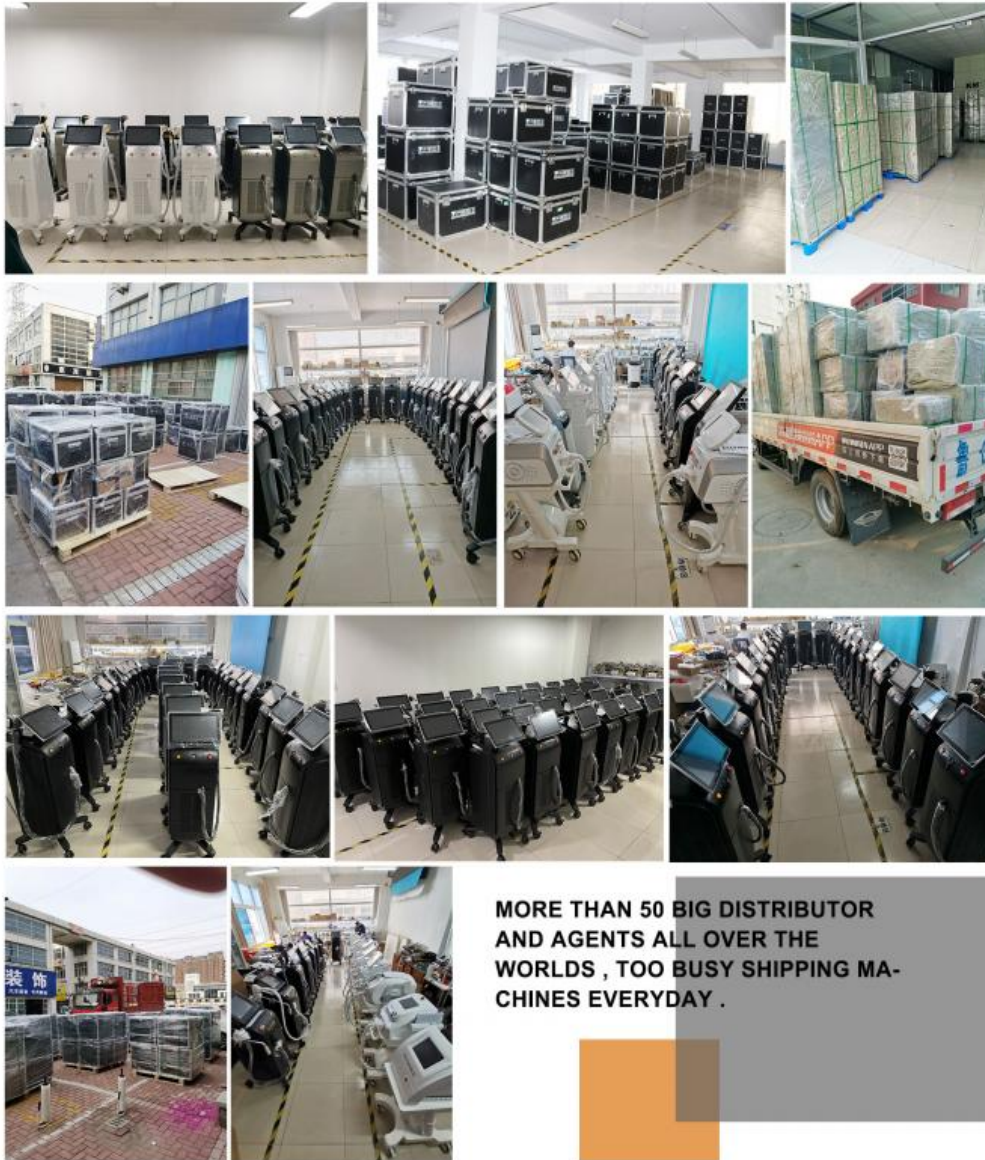 装饰
MORE THAN 50 BIG DISTRIBUTOR
AND AGENTS ALL OVER THE
WORLDS , TOO BUSY SHIPPING MA-
CHINES EVERYDAY .